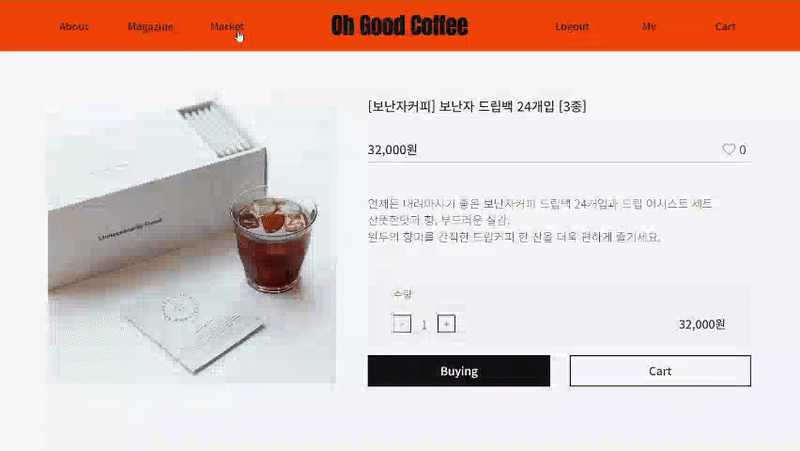 About
Magazine
Market
Oh Good Coffee
Logout
My
Cart
[보난자커피] 보난자 드립백 24개입 [3종]
32,000원
0
언제든 내려마시기 좋은 보난자커피 드립백 24개입과 드립 어시스트 세트
산뜻한맛과 향, 부드러운 질감.
원두의 향미를 간직한 드립커피 한 잔을 더욱 편하게 즐기세요.
수량
- 1 +
32,000원
Buying
Cart
Unnecessarily Good